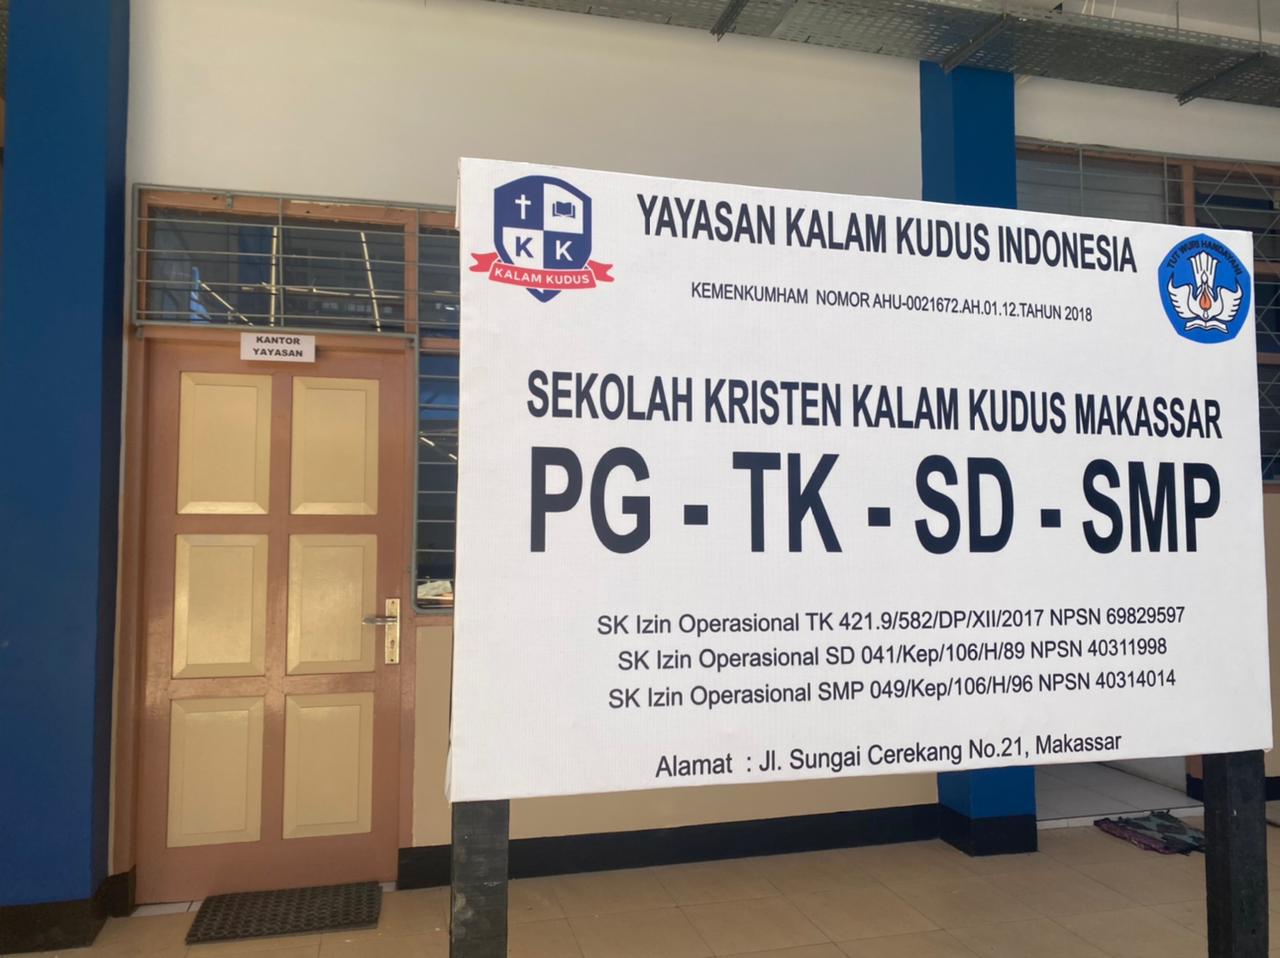 KANTOR
YAYASAN
K K
KALAM KUDUS
YAYASAN KALAM KUDUS INDONESIA
TUT WURI HANDAYANI
KEMENKUMHAM NOMOR AHU-0021672.AH.01.12.TAHUN 2018
SEKOLAH KRISTEN KALAM KUDUS MAKASSAR
PG - TK - SD - SMP
SK Izin Operasional TK 421.9/582/DP/XII/2017 NPSN 69829597
SK Izin Operasional SD 041/Kep/106/H/89 NPSN 40311998
SK Izin Operasional SMP 049/Kep/106/H/96 NPSN 40314014
Alamat : Jl. Sungai Cerekang No.21, Makassar